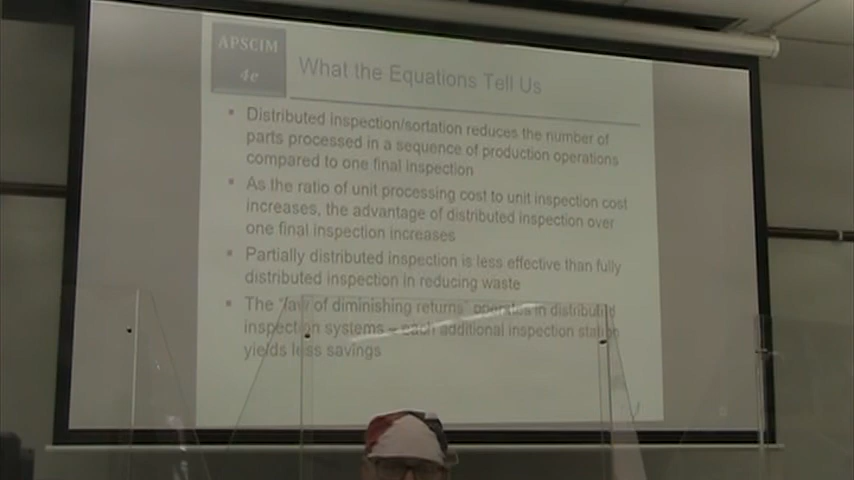 APSCIM
4e
What the Equations Tell Us
Distributed inspection/sortation reduces the number of
parts processed in a sequence of production operations
compared to one final inspection
As the ratio of unit processing cost to unit inspection cost
increases, the advantage of distributed inspection over
one final inspection increases
Partially distributed inspection is less effective than fully
distributed inspection in reducing waste
The "law of diminishing returns" operates in distributed
inspection systems – each additional inspection station
yields less savings